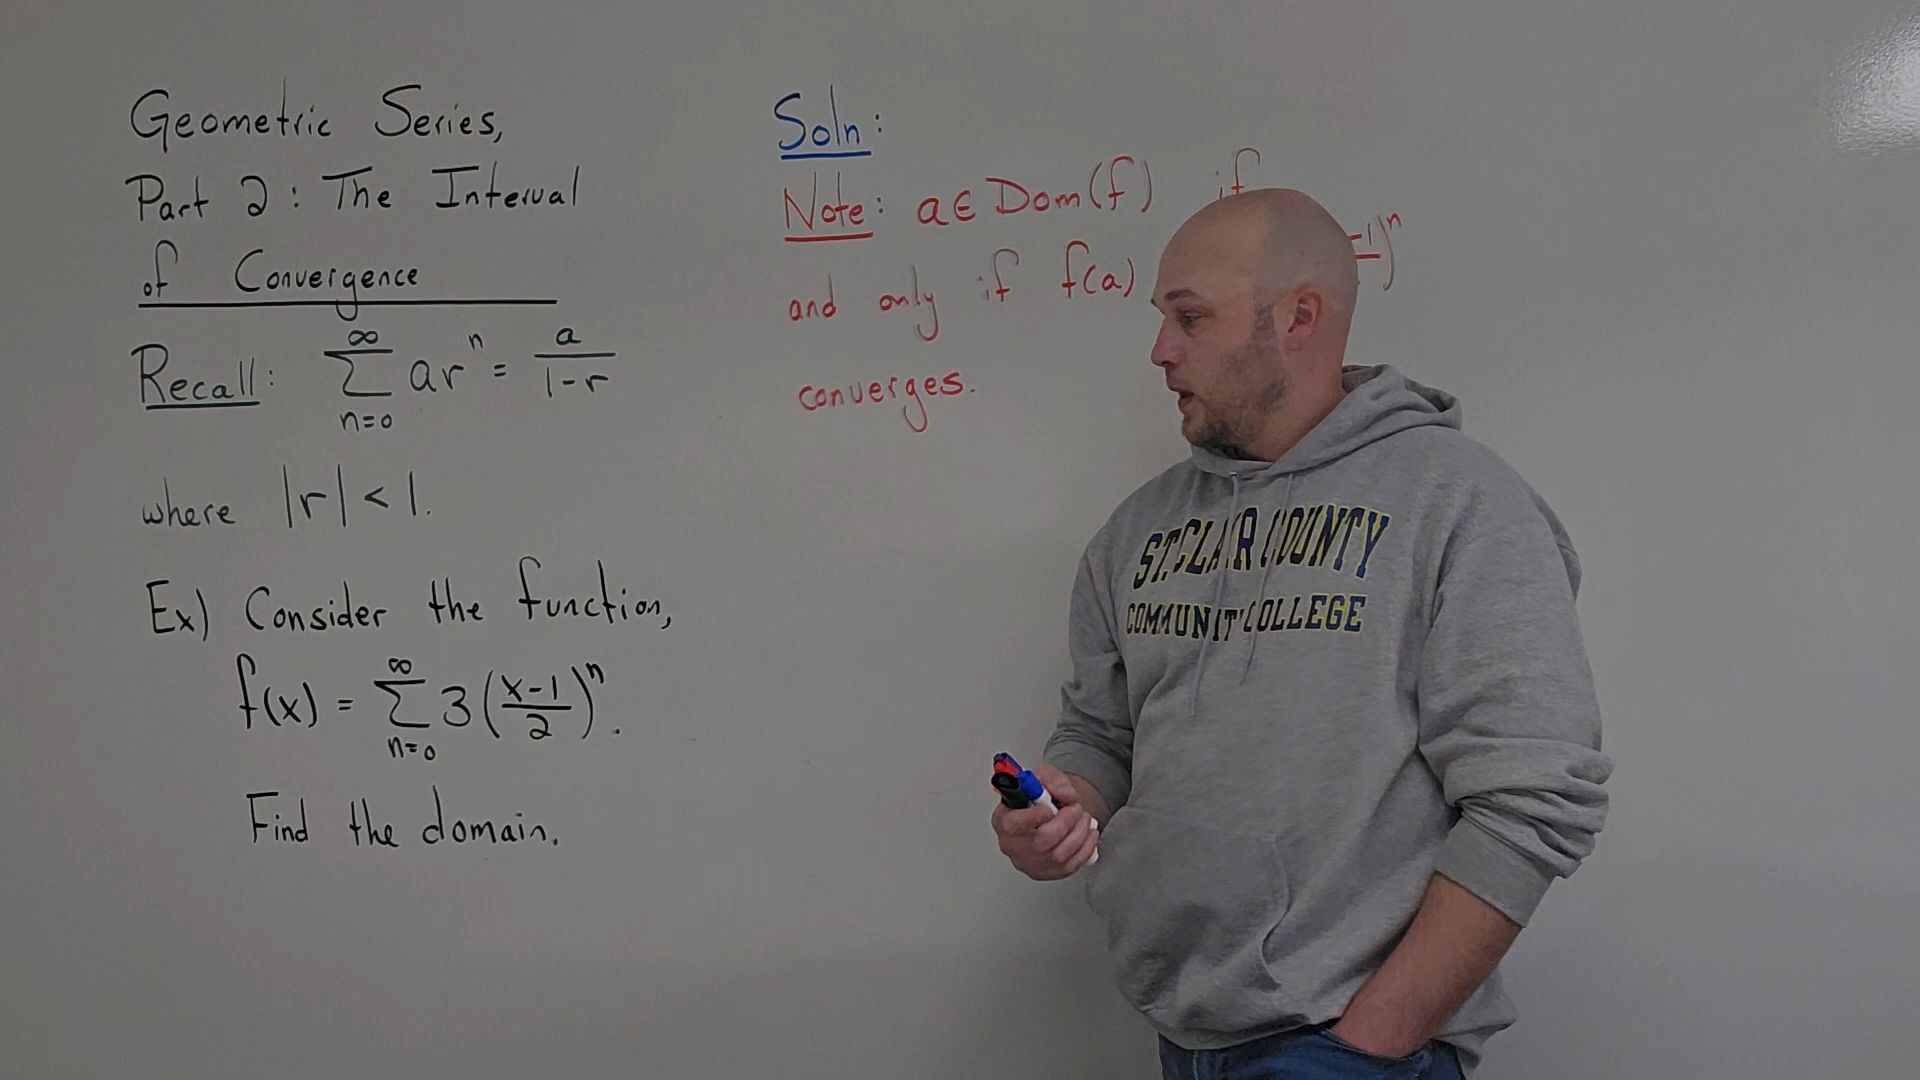 Geometric Series,
Part 2: The Interval
of Convergence
Recall: ∞ Σ n=0 ar^n = a/(1-r)
where |r| < 1.
Ex) Consider the function,
f(x) = ∞ Σ n=0 3((x-1)/2)^n.
Find the domain.
Soln:
Note: a ∈ Dom(f) if
and only if f(a) -1)^n
converges.
ST. CLAIR COUNTY
COMMUNITY COLLEGE